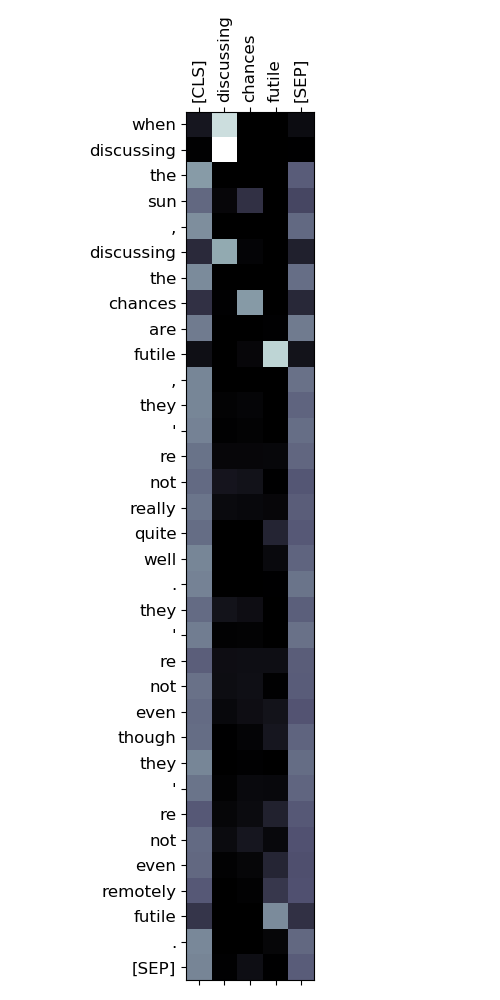 [CLS] discussing chances futile [SEP]
when
discussing
the
sun
,
discussing
the
chances
are
futile
,
they
'
re
not
really
quite
well
.
they
'
re
not
even
though
they
'
re
not
even
remotely
futile
.
[SEP]